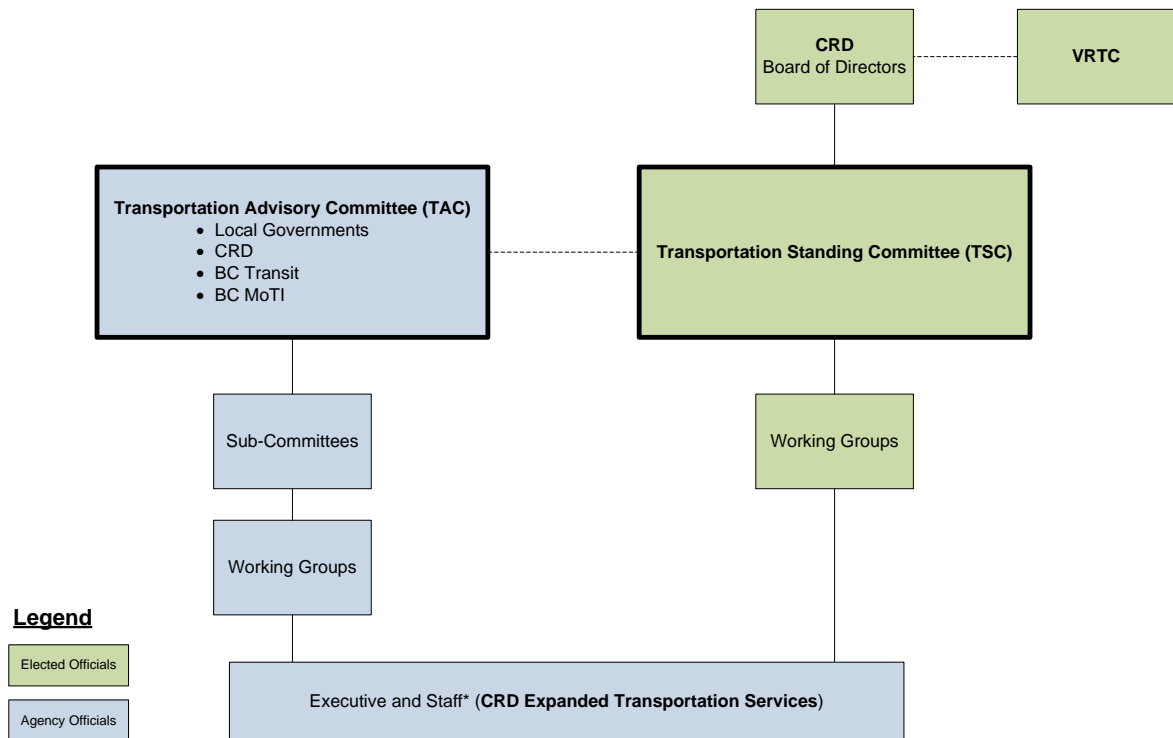 CRD
Board of Directors
VRTC
Transportation Advisory Committee (TAC)
• Local Governments
• CRD
• BC Transit
• BC MoTI
Transportation Standing Committee (TSC)
Sub-Committees
Working Groups
Working Groups
Legend
Elected Officials
Agency Officials
Executive and Staff* (CRD Expanded Transportation Services)